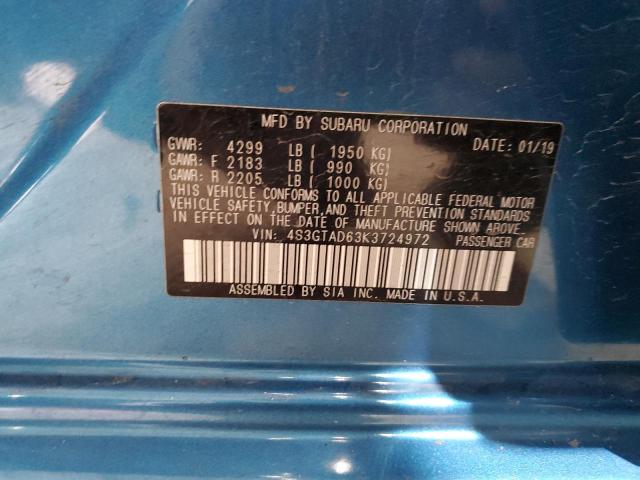 MFD BY SUBARU CORPORATION
GVWR: 4299 LB ( 1950 KG) DATE: 01/19
GAWR: F 2183 LB ( 990 KG)
GAWR: R 2205 LB ( 1000 KG)
THIS VEHICLE CONFORMS TO ALL APPLICABLE FEDERAL MOTOR
VEHICLE SAFETY, BUMPER, AND THEFT PREVENTION STANDARDS
IN EFFECT ON THE DATE OF MANUFACTURE SHOWN ABOVE.
VIN: 4S3GTAD63K3724972 PASSENGER CAR
ASSEMBLED BY SIA INC. MADE IN U.S.A.